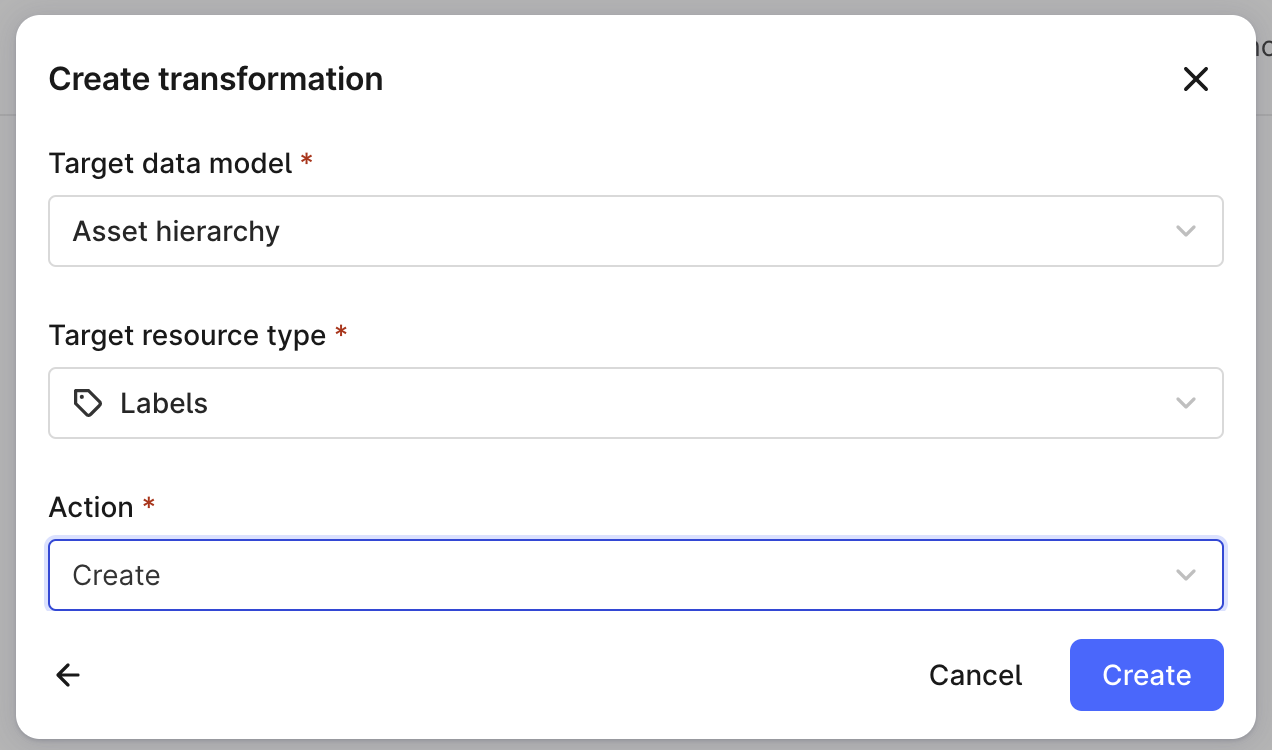 Create transformation
Target data model *
Asset hierarchy
Target resource type *
Labels
Action *
Create
Cancel
Create